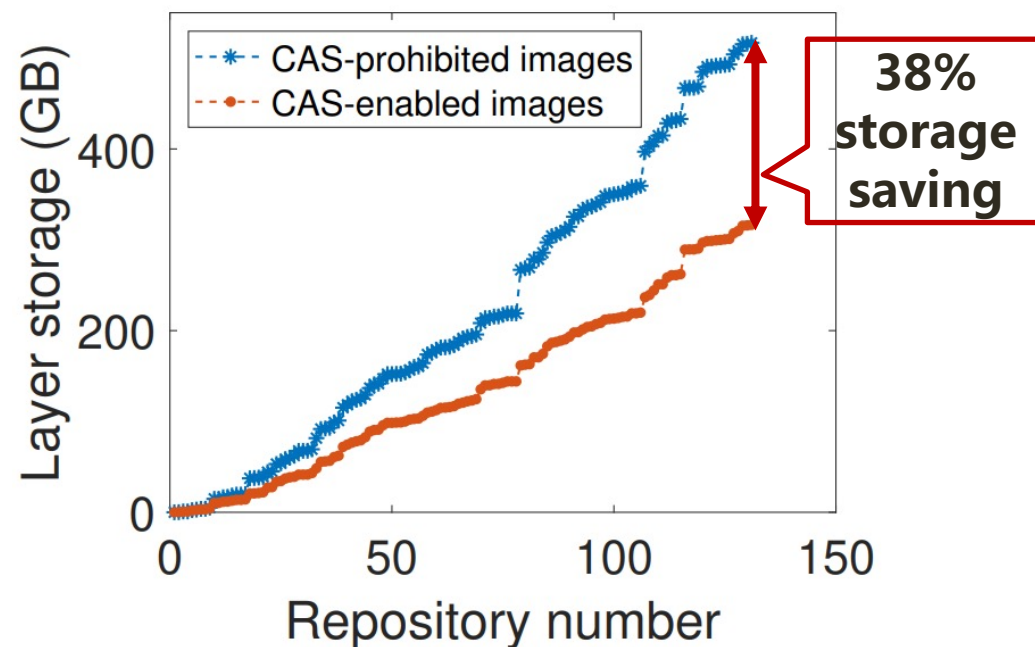 Layer storage (GB)
400
200
0
0
50
100
150
Repository number
CAS-prohibited images
CAS-enabled images
38%
storage
saving